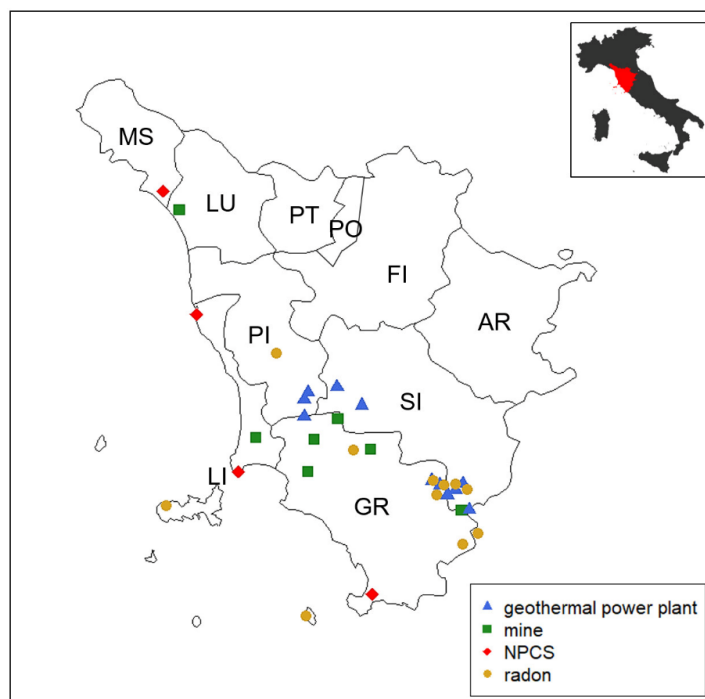 MS
LU
PT
PO
FI
AR
PI
SI
LI
GR
geothermal power plant
mine
NPCS
radon